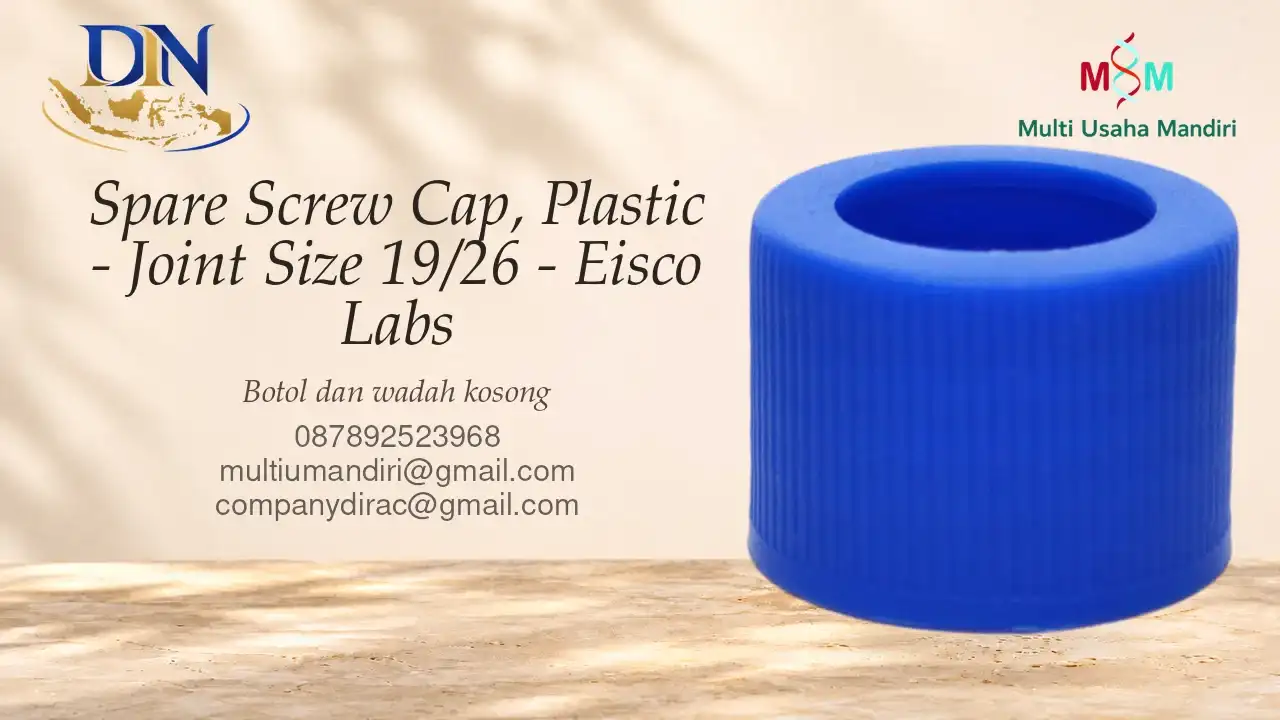 DN
M M
Multi Usaha Mandiri
Spare Screw Cap, Plastic
- Joint Size 19/26 - Eisco
Labs
Botol dan wadah kosong
087892523968
multiumandiri@gmail.com
companydirac@gmail.com